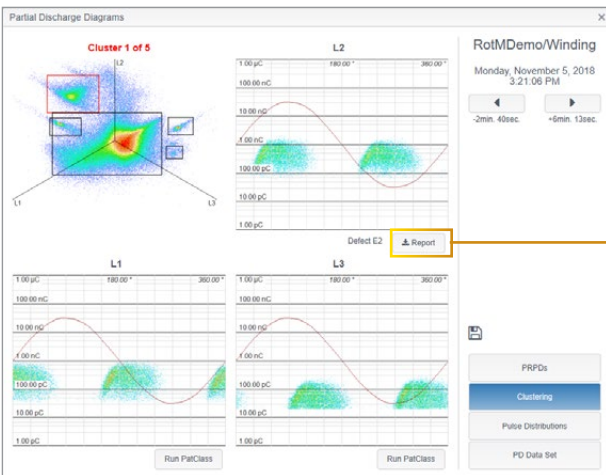 Partial Discharge Diagrams
×
Cluster 1 of 5
L2
L1
L3
L2
1.00 µC 180.00 ° 360.00 °
100.00 nC
10.00 nC
1.00 nC
100.00 pC
10.00 pC
1.00 pC
Defect E2
Report
RotMDemo/Winding
Monday, November 5, 2018
3:21:06 PM
-2min. 40sec.
+6min. 13sec.
L1
1.00 µC 180.00 ° 360.00 °
100.00 nC
10.00 nC
1.00 nC
100.00 pC
10.00 pC
1.00 pC
Run PatClass
L3
1.00 µC 180.00 ° 360.00 °
100.00 nC
10.00 nC
1.00 nC
100.00 pC
10.00 pC
1.00 pC
Run PatClass
PRPDs
Clustering
Pulse Distributions
PD Data Set